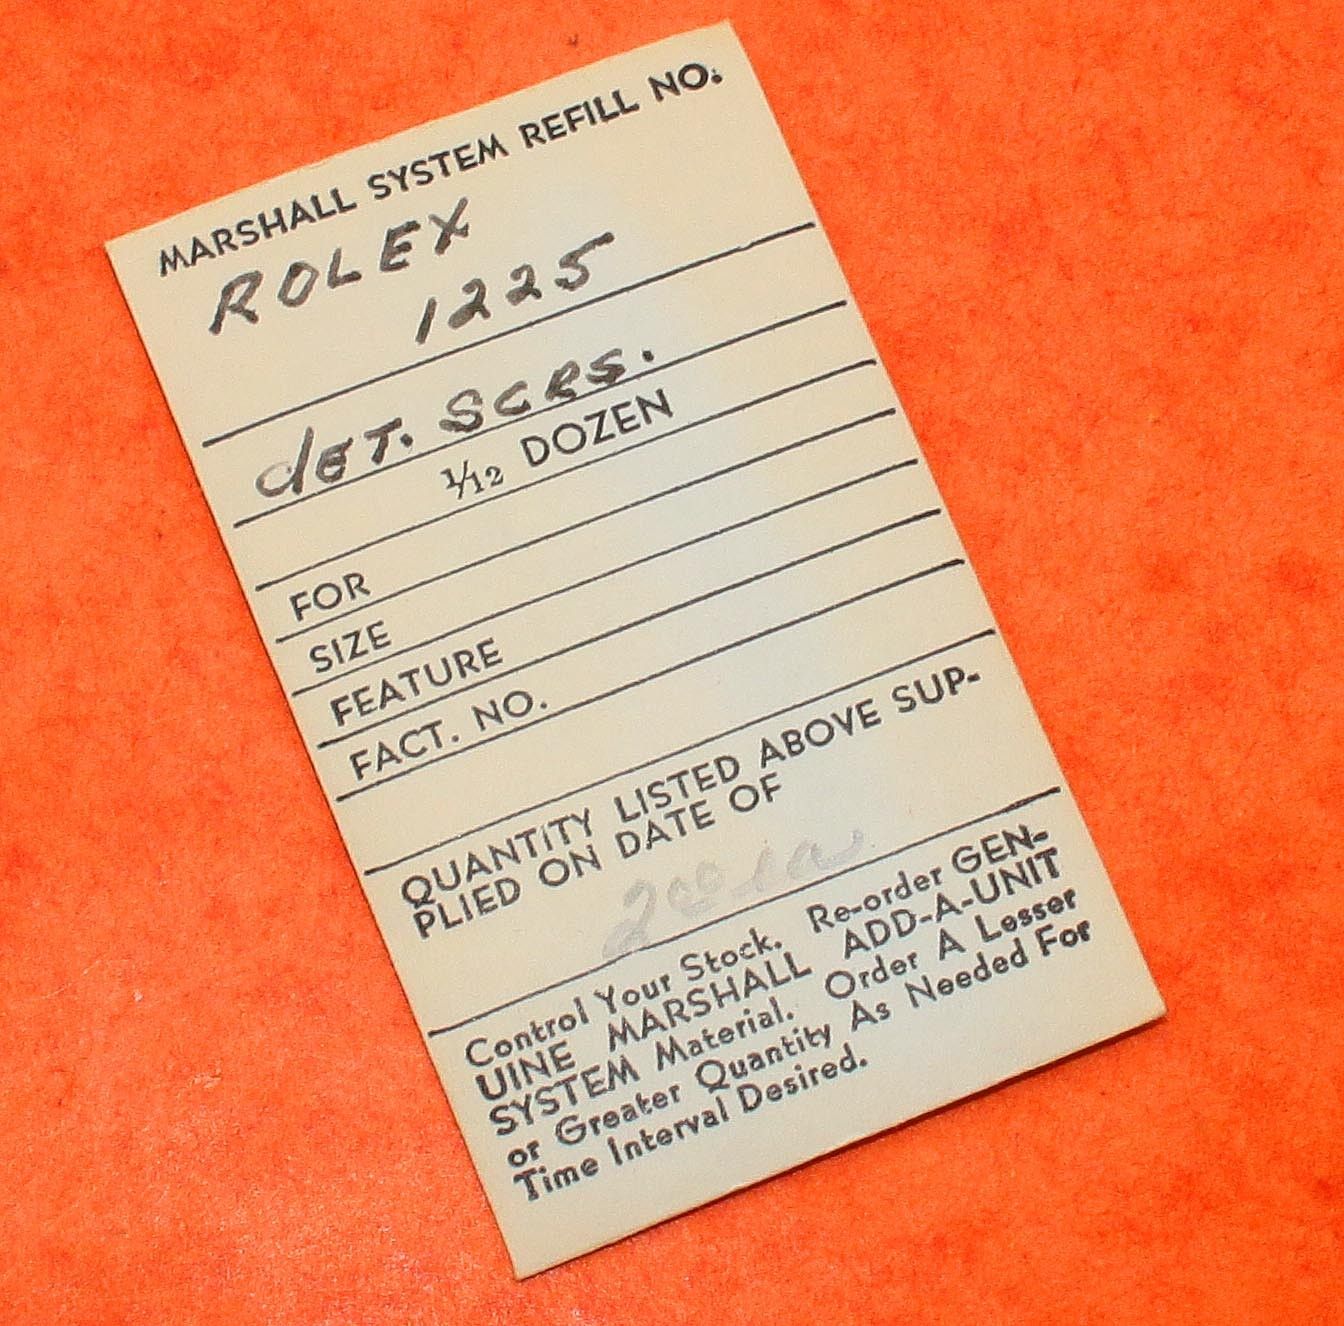 MARSHALL SYSTEM REFILL NO.
ROLEX
1225
det. Scrs.
1/12 DOZEN
FOR
SIZE
FEATURE
FACT. NO.
QUANTITY LISTED ABOVE SUP-
PLIED ON DATE OF
Control Your Stock. Re-order GEN-
UINE MARSHALL ADD-A-UNIT
SYSTEM Material. Order A Lesser
or Greater Quantity As Needed For
Time Interval Desired.